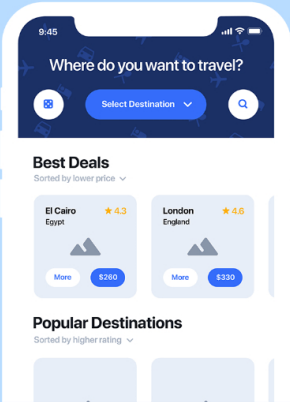 9:45
Where do you want to travel?
Select Destination
Best Deals
Sorted by lower price
El Cairo
4.3
Egypt
More
$260
London
4.6
England
More
$330
Popular Destinations
Sorted by higher rating